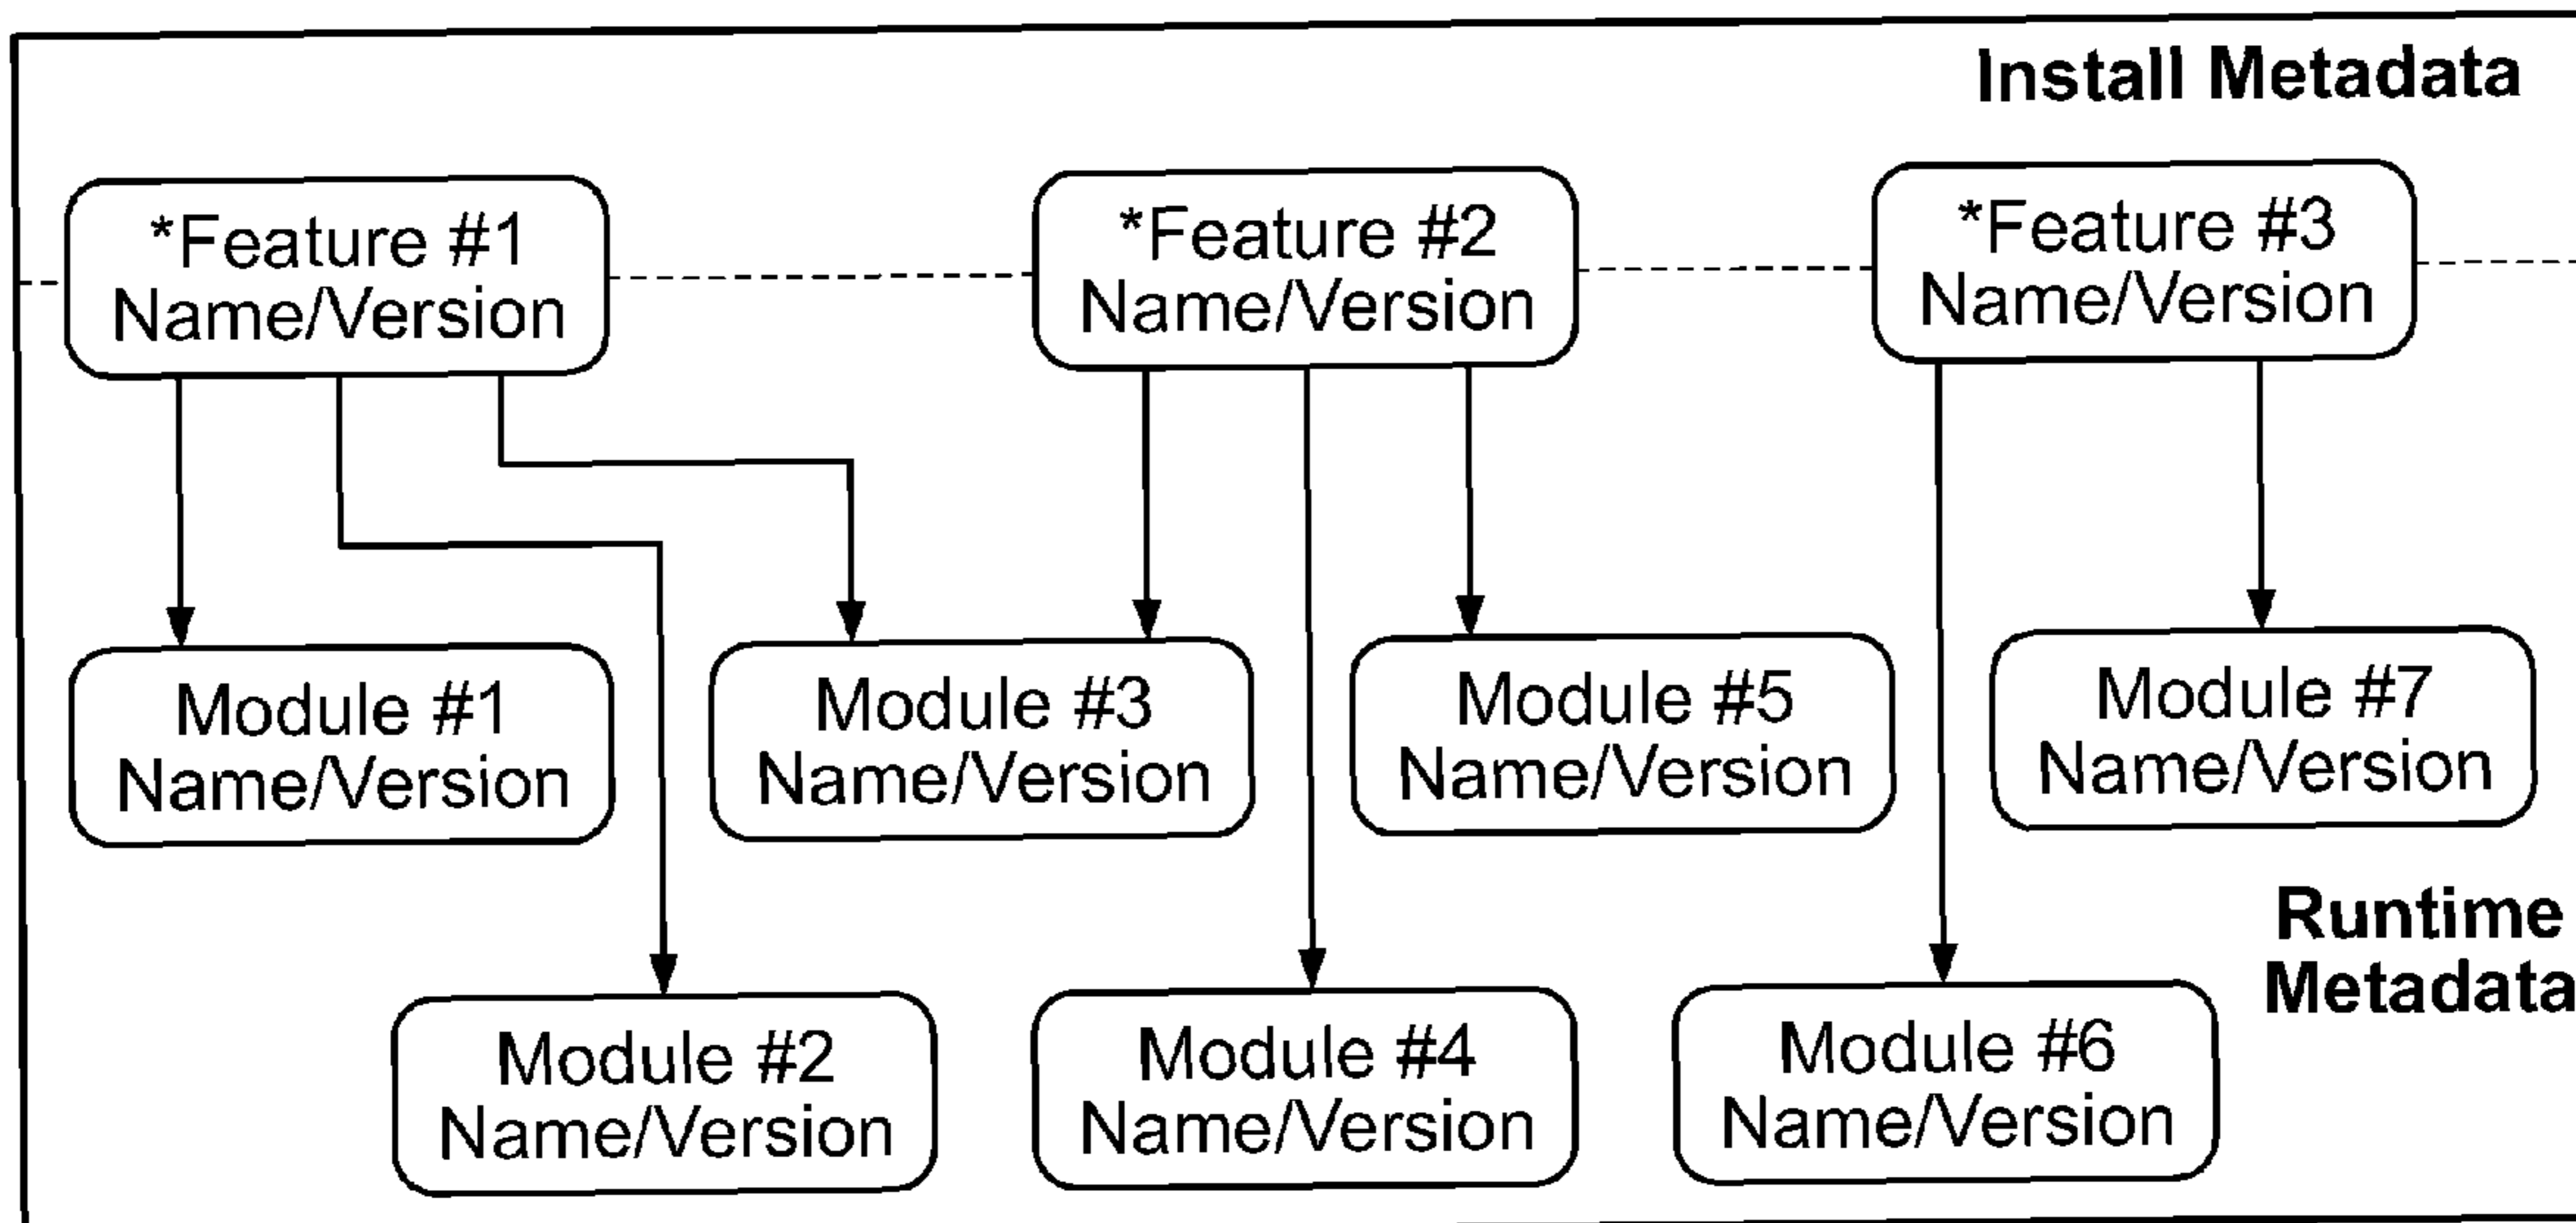 Install Metadata
*Feature #1
Name/Version
*Feature #2
Name/Version
*Feature #3
Name/Version
Module #1
Name/Version
Module #3
Name/Version
Module #5
Name/Version
Module #7
Name/Version
Runtime
Metadata
Module #2
Name/Version
Module #4
Name/Version
Module #6
Name/Version